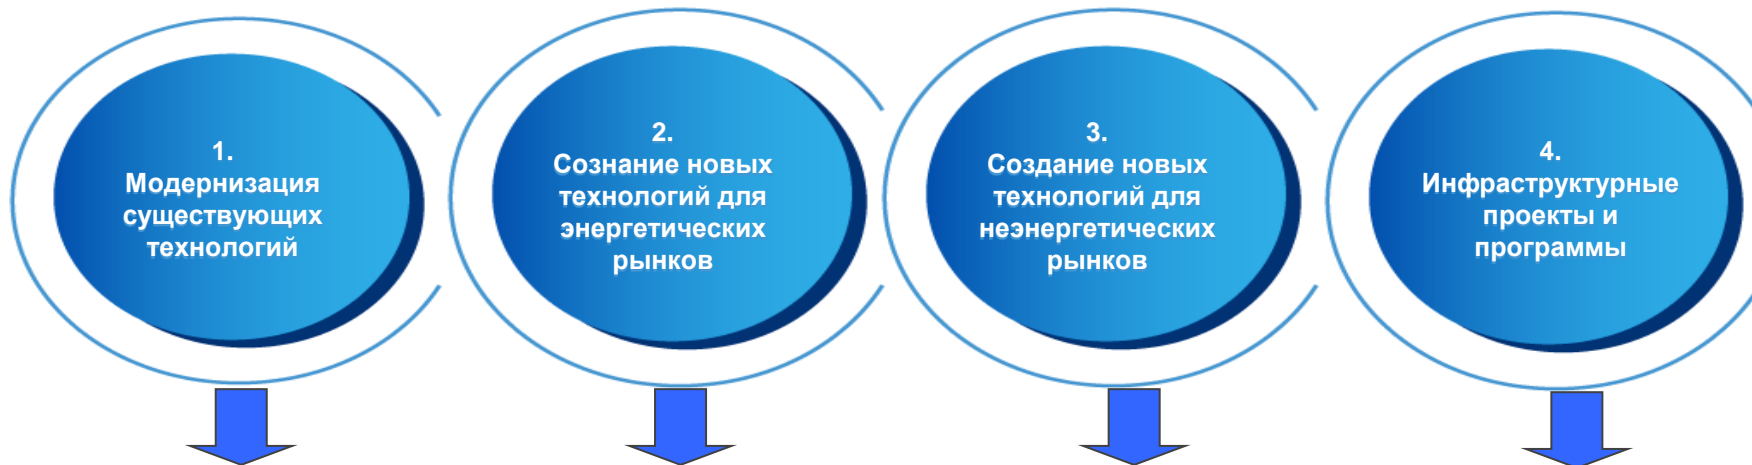 1.
Модернизация
существующих
технологий
2.
Сознание новых
технологий для
энергетических
рынков
3.
Создание новых
технологий для
неэнергетических
рынков
4.
Инфраструктурные
проекты и
программы